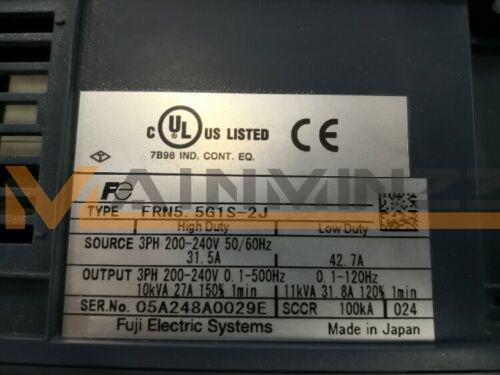 c UL US LISTED CE
7B98 IND. CONT. EQ.
Fe
TYPE FRN5.5G1S-2J
High Duty Low Duty
SOURCE 3PH 200-240V 50/60Hz
31.5A 42.7A
OUTPUT 3PH 200-240V 0.1-500Hz 0.1-120Hz
10kVA 27A 150% 1min 11kVA 31.8A 120% 1min
SER.No. 05A248A0029E SCCR 100kA 024
Fuji Electric Systems Made in Japan